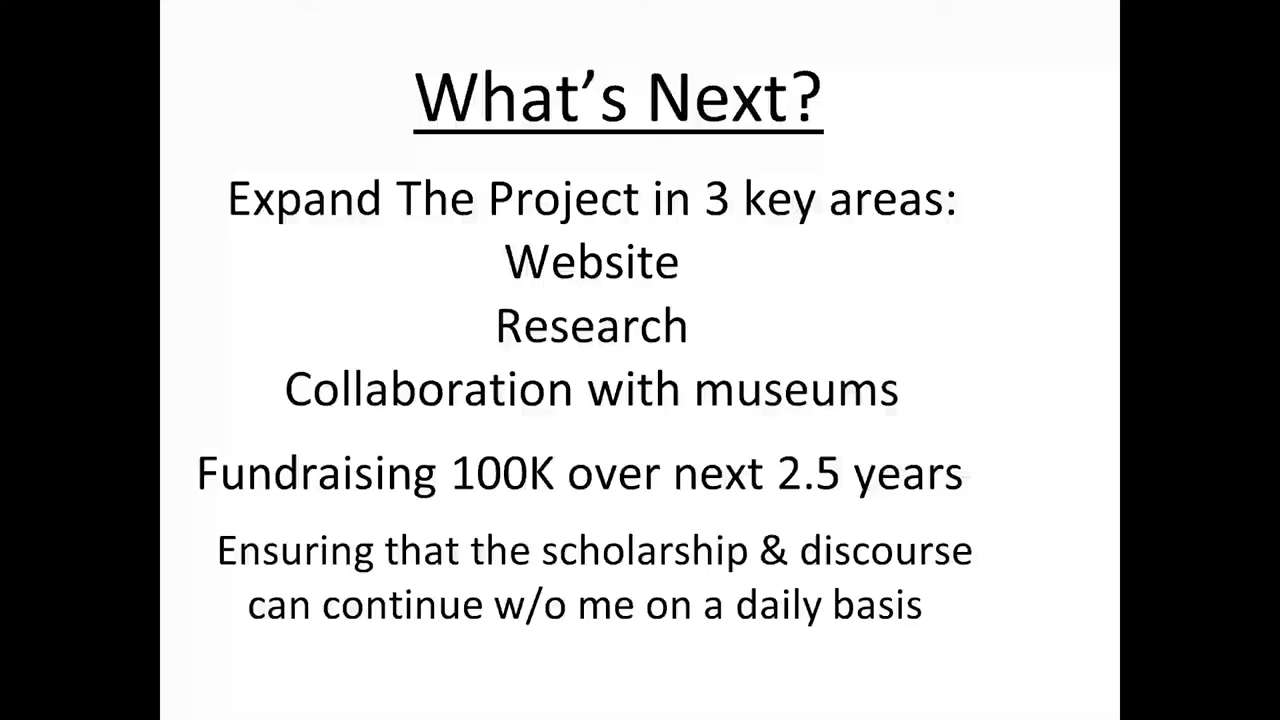 What’s Next?
Expand The Project in 3 key areas:
Website
Research
Collaboration with museums
Fundraising 100K over next 2.5 years
Ensuring that the scholarship & discourse
can continue w/o me on a daily basis